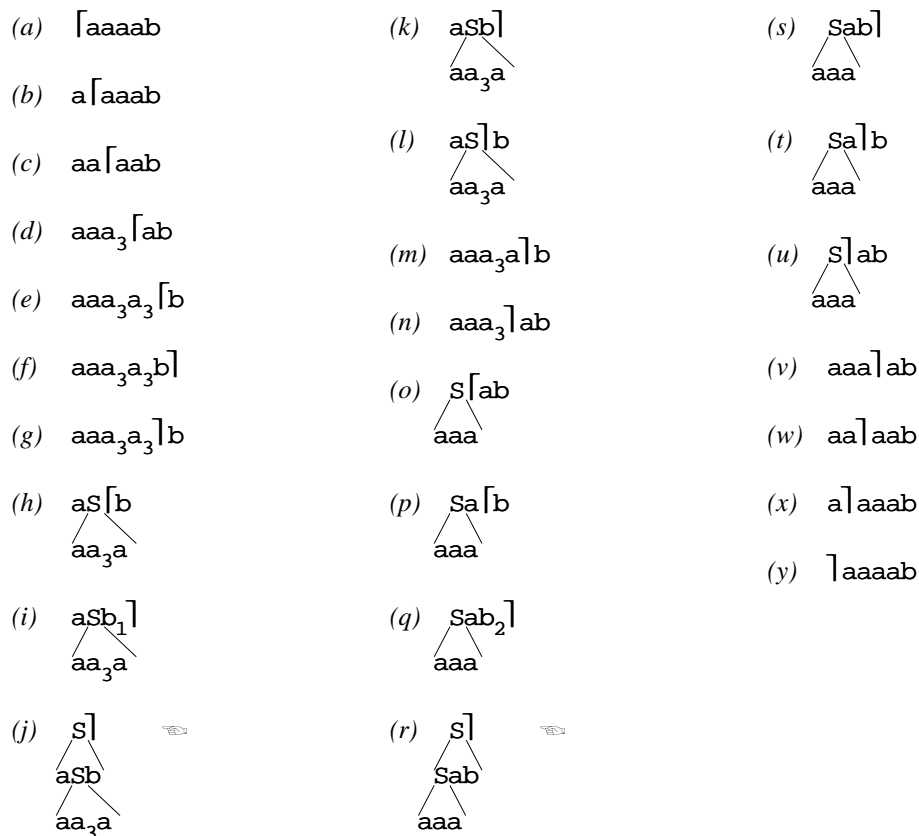 (a) ⌈aaaab
(b) a⌈aaab
(c) aa⌈aab
(d) aaa₃⌈ab
(e) aaa₃a₃⌈b
(f) aaa₃a₃b⌉
(g) aaa₃a₃⌉b
(h) aS⌈b
aa₃a
(i) aSb₁⌉
aa₃a
(j) S⌉ ☜
aSb
aa₃a
(k) aSb⌉
aa₃a
(l) aS⌉b
aa₃a
(m) aaa₃a⌉b
(n) aaa₃⌉ab
(o) S⌈ab
aaa
(p) Sa⌈b
aaa
(q) Sab₂⌉
aaa
(r) S⌉ ☜
Sab
aaa
(s) Sab⌉
aaa
(t) Sa⌉b
aaa
(u) S⌉ab
aaa
(v) aaa⌉ab
(w) aa⌉aab
(x) a⌉aaab
(y) ⌉aaaab